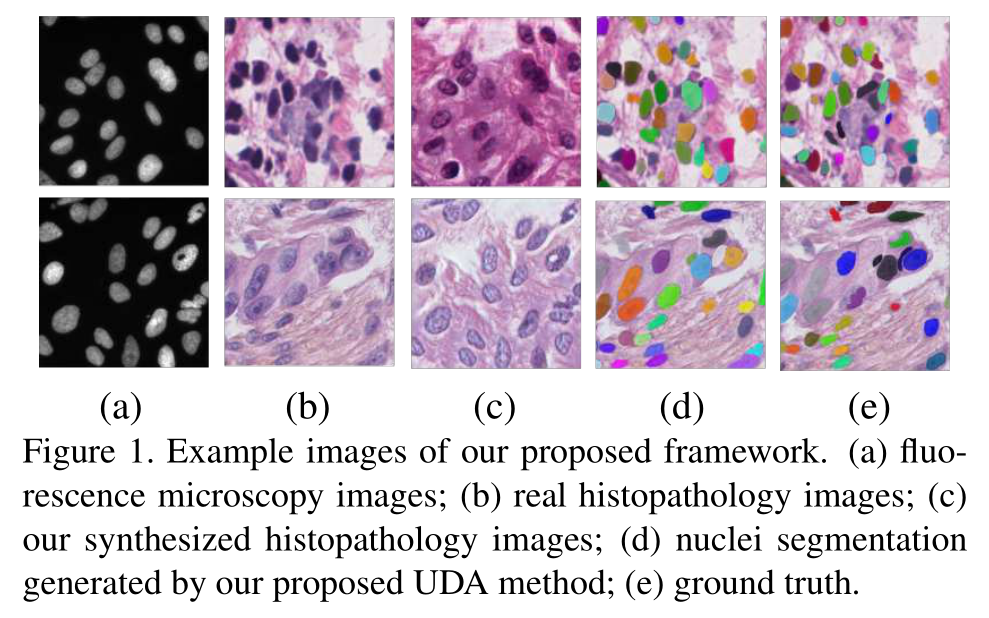 (a) (b) (c) (d) (e)
Figure 1. Example images of our proposed framework. (a) fluo-
rescence microscopy images; (b) real histopathology images; (c)
our synthesized histopathology images; (d) nuclei segmentation
generated by our proposed UDA method; (e) ground truth.